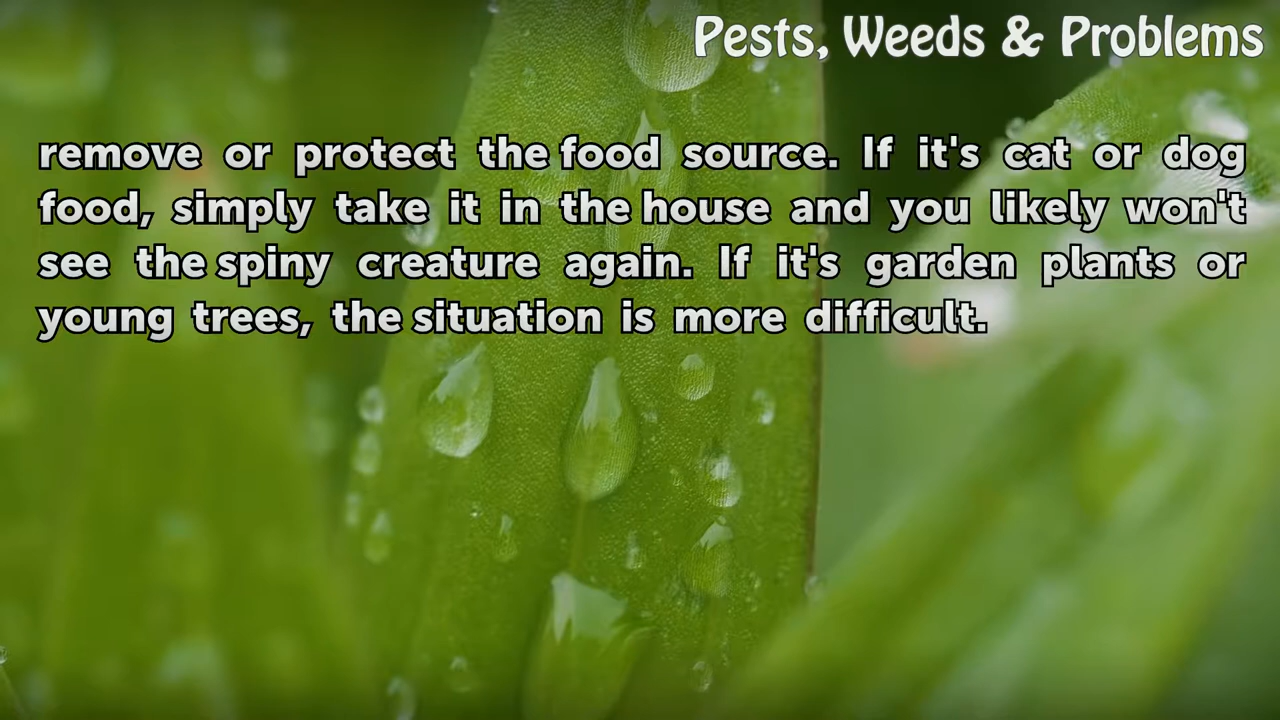 Pests, Weeds & Problems
remove or protect the food source. If it's cat or dog
food, simply take it in the house and you likely won't
see the spiny creature again. If it's garden plants or
young trees, the situation is more difficult.